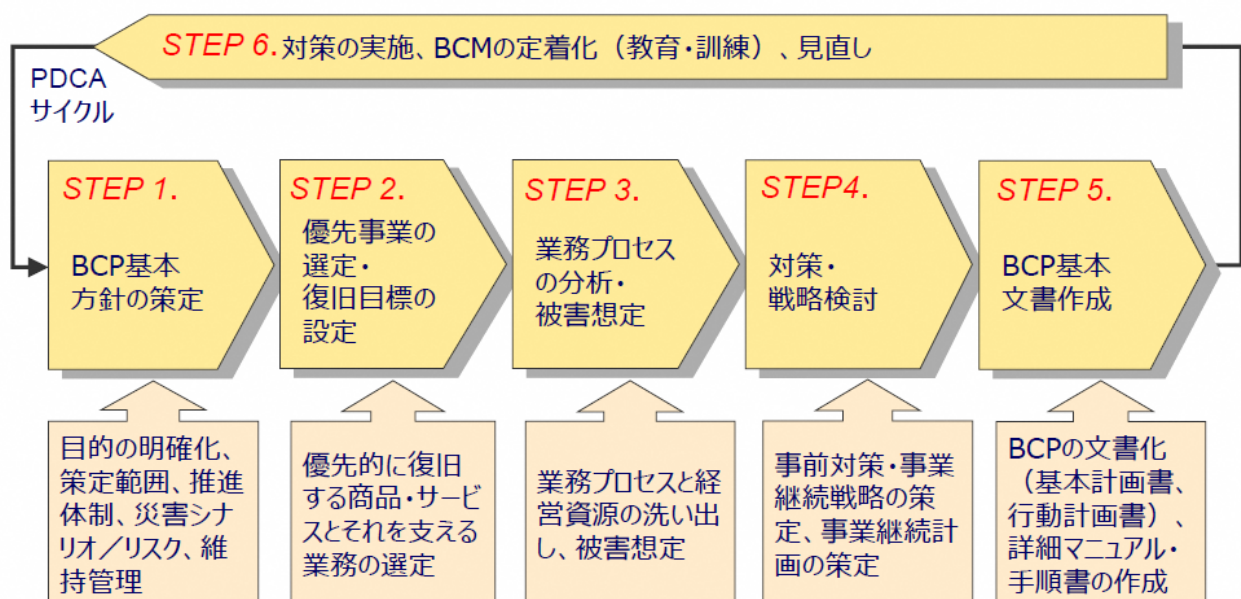 STEP 6. 対策の実施、BCMの定着化（教育・訓練）、見直し
PDCA
サイクル
STEP 1.
BCP基本
方針の策定
STEP 2.
優先事業の
選定・
復旧目標の
設定
STEP 3.
業務プロセス
の分析・
被害想定
STEP4.
対策・
戦略検討
STEP 5.
BCP基本
文書作成
目的の明確化、
策定範囲、推進
体制、災害シナ
リオ／リスク、維
持管理
優先的に復旧
する商品・サービ
スとそれを支える
業務の選定
業務プロセスと経
営資源の洗い出
し、被害想定
事前対策・事業
継続戦略の策
定、事業継続計
画の策定
BCPの文書化
（基本計画書、
行動計画書）、
詳細マニュアル・
手順書の作成